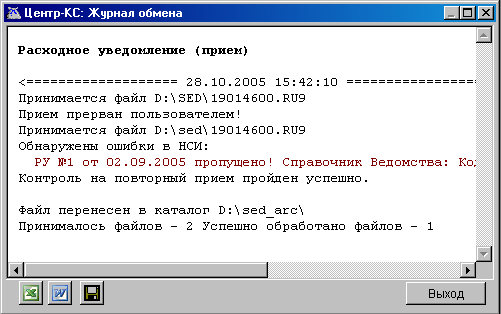 Центр-КС: Журнал обмена
Расходное уведомление (прием)
<=================== 28.10.2005 15:42:10 =================
Принимается файл D:\SED\19014600.RU9
Прием прерван пользователем!
Принимается файл D:\sed\19014600.RU9
Обнаружены ошибки в НСИ:
РУ №1 от 02.09.2005 пропущено! Справочник Ведомства: Код
Контроль на повторный прием пройден успешно.
Файл перенесен в каталог D:\sed_arc\
Принималось файлов - 2 Успешно обработано файлов - 1
Выход